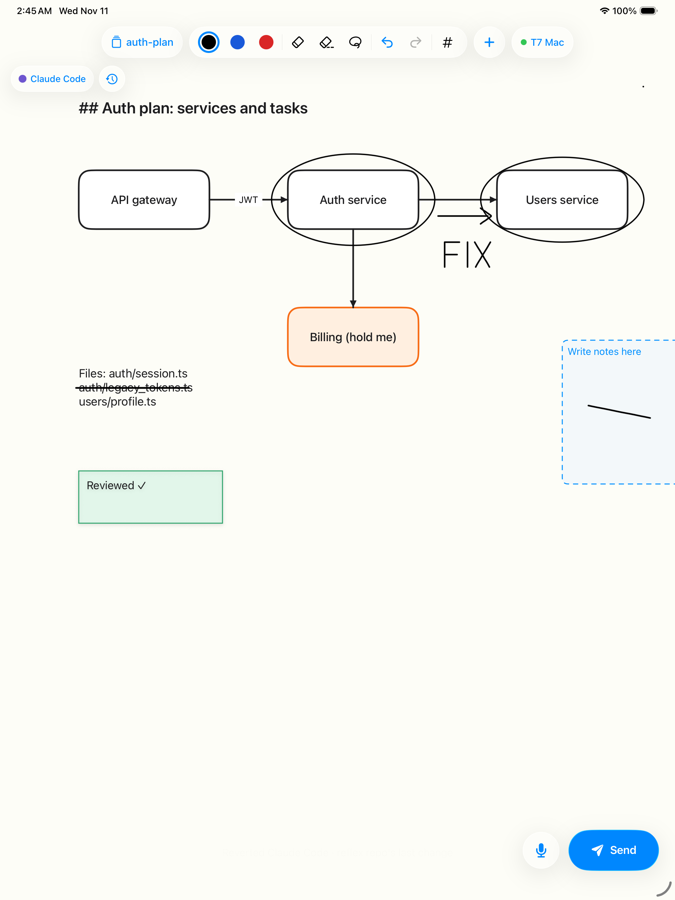 2:45 AM Wed Nov 11
100%
auth-plan
#
+
T7 Mac
Claude Code
## Auth plan: services and tasks
API gateway
JWT
Auth service
Users service
FIX
Billing (hold me)
Write notes here
Files: auth/session.ts
auth/legacy_tokens.ts
users/profile.ts
Reviewed ✓
Send